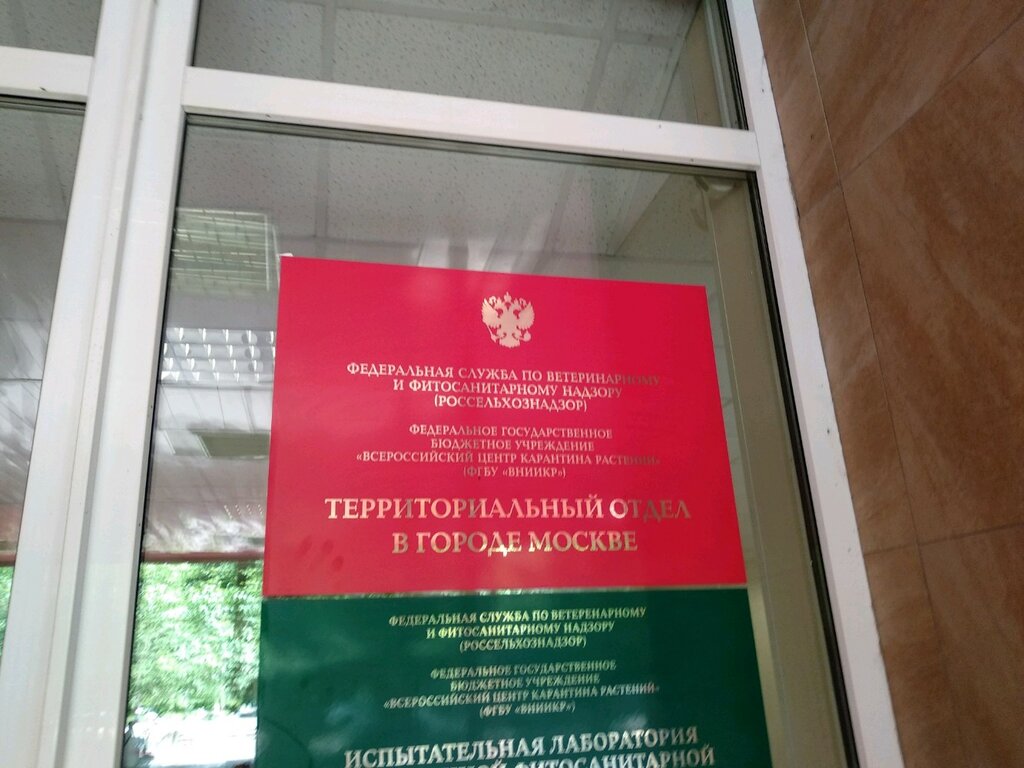 ФЕДЕРАЛЬНАЯ СЛУЖБА ПО ВЕТЕРИНАРНОМУ
И ФИТОСАНИТАРНОМУ НАДЗОРУ
(РОССЕЛЬХОЗНАДЗОР)
ФЕДЕРАЛЬНОЕ ГОСУДАРСТВЕННОЕ
БЮДЖЕТНОЕ УЧРЕЖДЕНИЕ
«ВСЕРОССИЙСКИЙ ЦЕНТР КАРАНТИНА РАСТЕНИЙ»
(ФГБУ «ВНИИКР»)
ТЕРРИТОРИАЛЬНЫЙ ОТДЕЛ
В ГОРОДЕ МОСКВЕ
ФЕДЕРАЛЬНАЯ СЛУЖБА ПО ВЕТЕРЕНАРНОМУ
И ФИТОСАНИТАРНОМУ НАДЗОРУ
(РОССЕЛЬХОЗНАДЗОР)
ФЕДЕРАЛЬНОЕ ГОСУДАРСТВЕННОЕ
БЮДЖЕТНОЕ УЧРЕЖДЕНИЕ
«ВСЕРОССИЙСКИЙ ЦЕНТР КАРАНТИНА РАСТЕНИЙ»
(ФГБУ «ВНИИКР»)
ИСПЫТАТЕЛЬНАЯ ЛАБОРАТОРИЯ
ФИТОСАНИТАРНОЙ